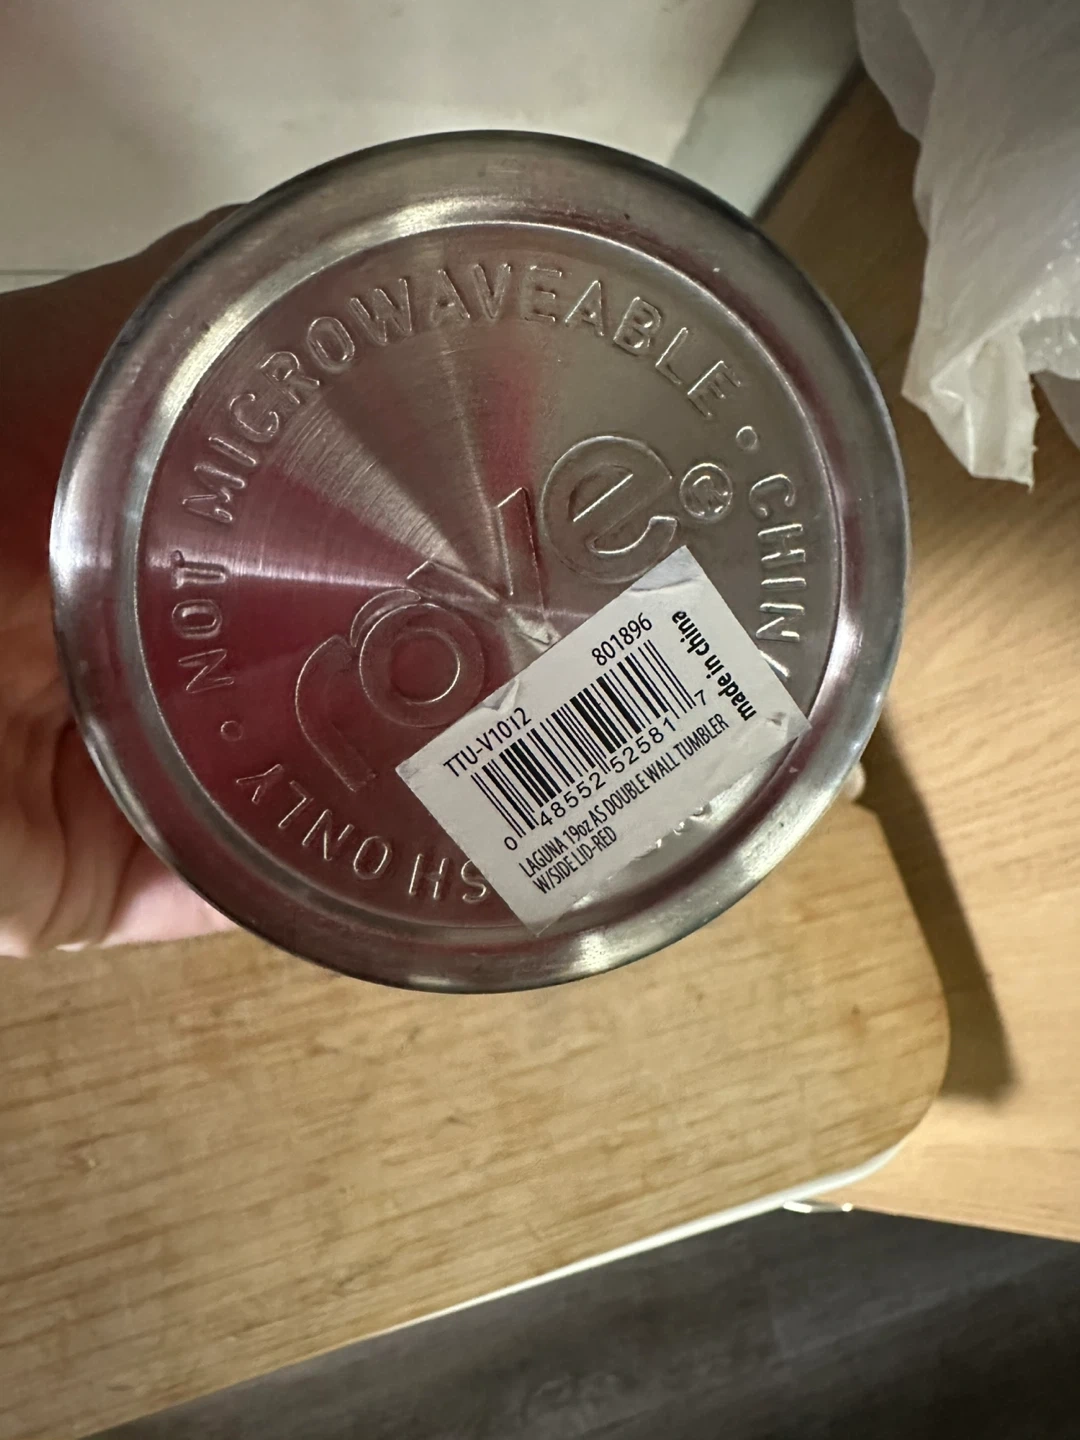 NOT MICROWAVEABLE • CHINA
SH ONLY •
rove
TTU-V1012
801896
0 48552 52581 7
made in china
LAGUNA 19oz AS DOUBLE WALL TUMBLER
W/SIDE LID-RED